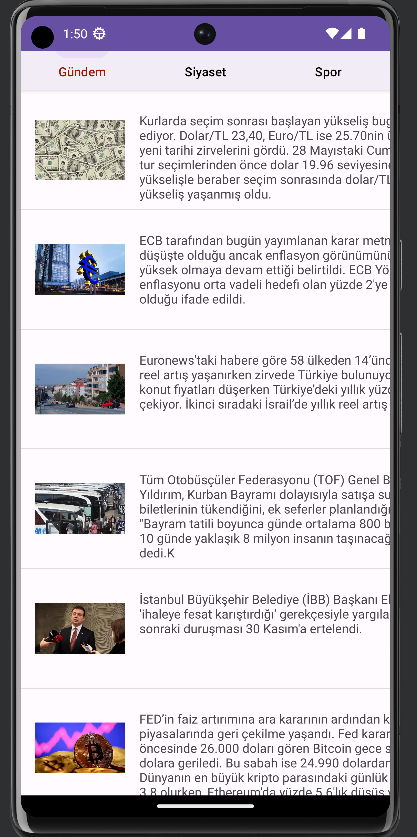 1:50
Gündem
Siyaset
Spor
Kurlarda seçim sonrası başlayan yükseliş bug
ediyor. Dolar/TL 23,40, Euro/TL ise 25.70nin ü
yeni tarihi zirvelerini gördü. 28 Mayıstaki Cum
tur seçimlerinden önce dolar 19.96 seviyesin
yükselişle beraber seçim sonrasında dolar/TL
yükseliş yaşanmış oldu.
ECB tarafından bugün yayımlanan karar metn
düşüşte olduğu ancak enflasyon görünümünü
yüksek olmaya devam ettiği belirtildi. ECB Yö
enflasyonu orta vadeli hedefi olan yüzde 2'ye
olduğu ifade edildi.
Euronews'taki habere göre 58 ülkeden 14'ünc
reel artış yaşanırken zirvede Türkiye bulunuyo
konut fiyatları düşerken Türkiye'deki yıllık yüz
çekiyor. İkinci sıradaki İsrail'de yıllık reel artış
Tüm Otobüsçüler Federasyonu (TOF) Genel B
Yıldırım, Kurban Bayramı dolayısıyla satışa su
biletlerinin tükendiğini, ek seferler planlandığı
"Bayram tatili boyunca günde ortalama 800 b
10 günde yaklaşık 8 milyon insanın taşınacağ
dedi.K
İstanbul Büyükşehir Belediye (İBB) Başkanı E
'ihaleye fesat karıştırdığı' gerekçesiyle yargıla
sonraki duruşması 30 Kasım'a ertelendi.
FED'in faiz artırımına ara kararının ardından k
piyasalarında geri çekilme yaşandı. Fed karar
öncesinde 26.000 doları gören Bitcoin gece s
dolara geriledi. Bu sabah ise 24.990 dolardan
Dünyanın en büyük kripto parasındaki günlük
3,8 olurken, Ethereum'da yüzde 5,6'lık düşüş y